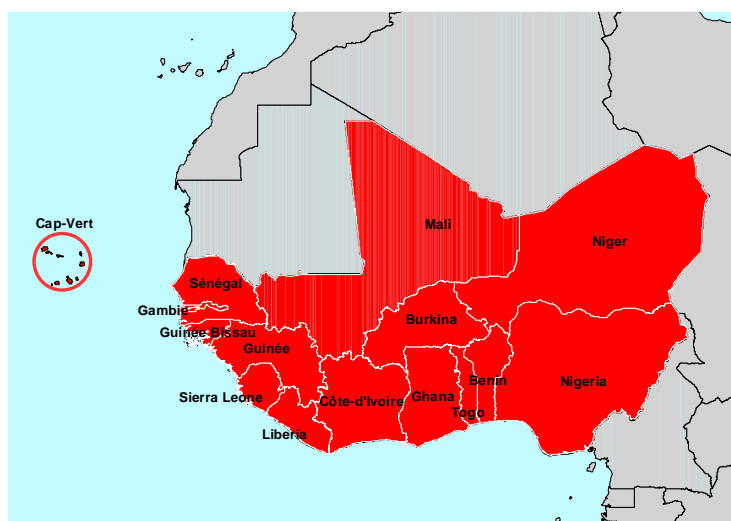 Cap-Vert
Mali
Niger
Sénégal
Gambie
Burkina
Guinée Bissau
Guinée
Benin
Nigeria
Sierra Leone
Côte-d'Ivoire
Ghana
Togo
Liberia